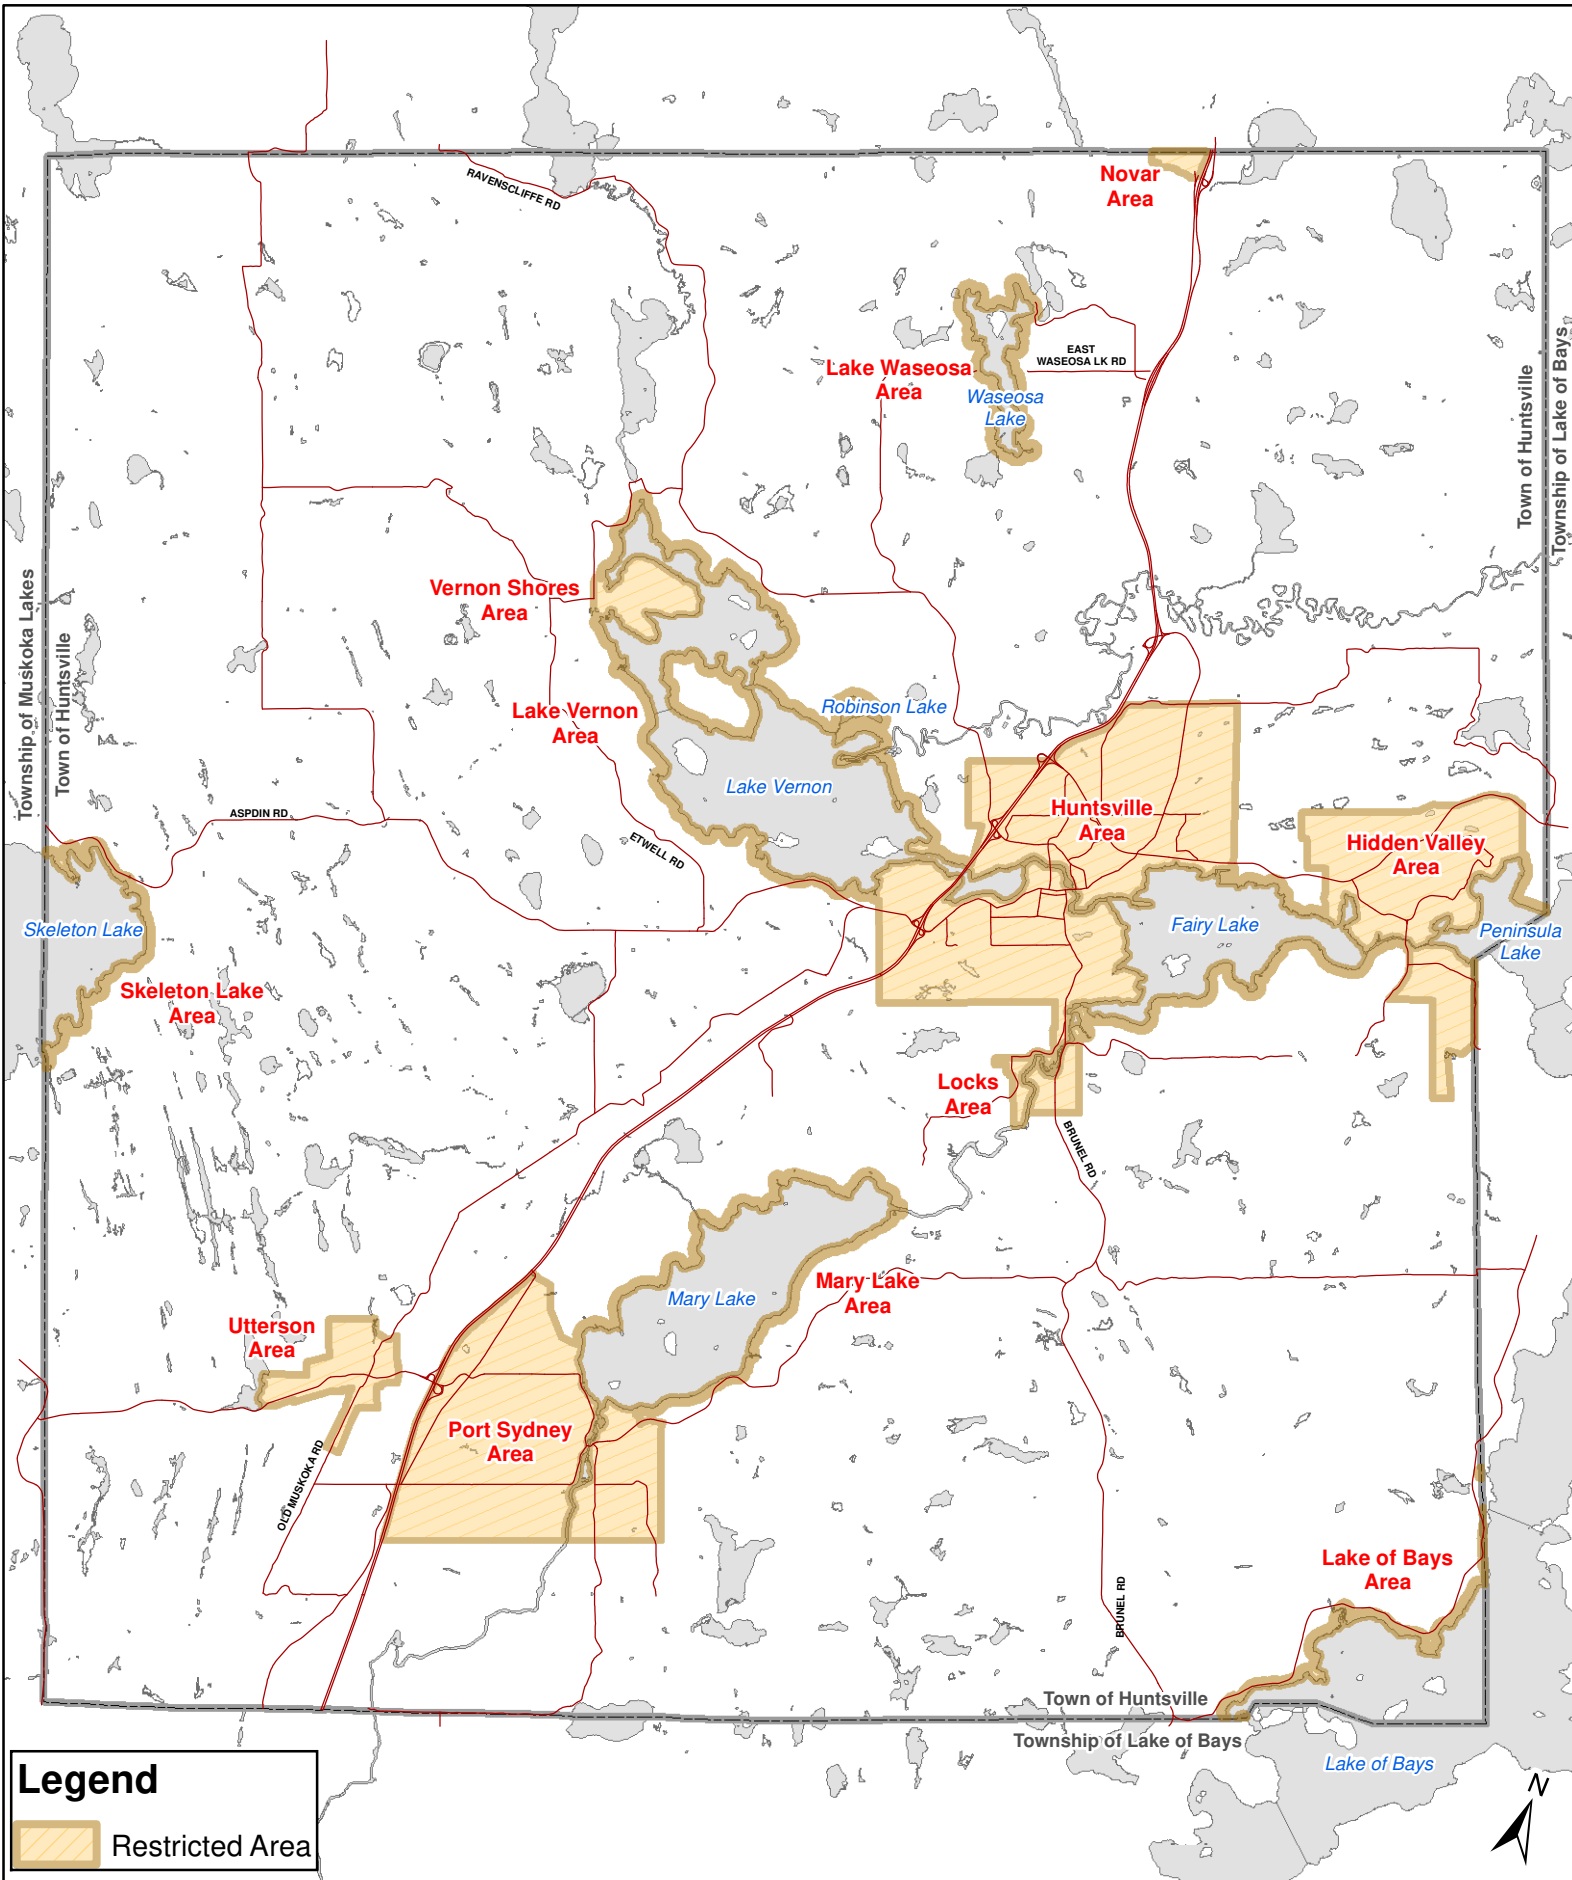 Novar
Area
RAVENSCLIFFE RD
EAST
WASEOSA LK RD
Lake Waseosa
Area
Waseosa
Lake
Town of Huntsville
Township of Lake of Bays
Vernon Shores
Area
Township of Muskoka Lakes
Town of Huntsville
Lake Vernon
Area
Robinson Lake
Lake Vernon
ASPDIN RD
ETWELL RD
Huntsville
Area
Hidden Valley
Area
Skeleton Lake
Fairy Lake
Peninsula
Lake
Skeleton Lake
Area
Locks
Area
BRUNEL RD
Mary Lake
Mary Lake
Area
Utterson
Area
Port Sydney
Area
OLD MUSKOKA RD
Lake of Bays
Area
BRUNEL RD
Town of Huntsville
Township of Lake of Bays
Lake of Bays
Legend
Restricted Area
N